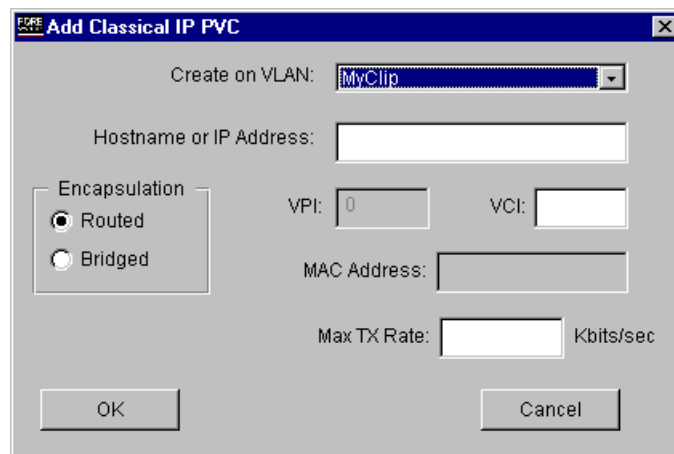 FORE Add Classical IP PVC
Create on VLAN: MyClip
Hostname or IP Address:
Encapsulation
Routed
Bridged
VPI: 0
VCI:
MAC Address:
Max TX Rate: Kbits/sec
OK
Cancel